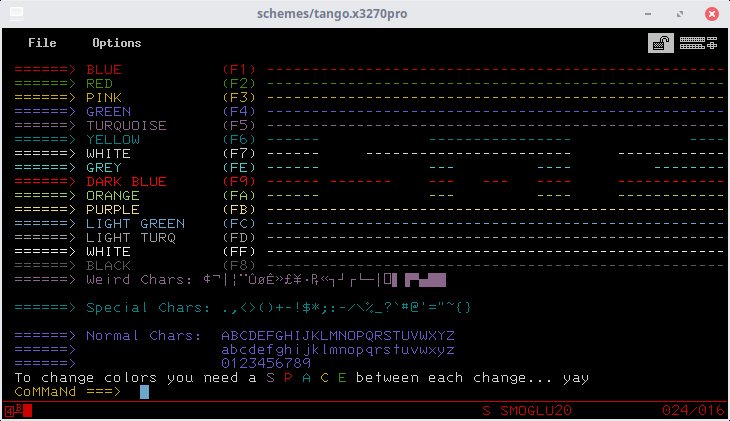 schemes/tango.x3270pro
File Options
======> BLUE (F1) --------------------------------------------------
======> RED (F2) --------------------------------------------------
======> PINK (F3) --------------------------------------------------
======> GREEN (F4) --------------------------------------------------
======> TURQUOISE (F5) --------------------------------------------------
======> YELLOW (F6)
======> WHITE (F7)
======> GREY (FE)
======> DARK BLUE (F9)
======> ORANGE (FA)
======> PURPLE (FB)
======> LIGHT GREEN (FC)
======> LIGHT TURQ (FD)
======> WHITE (FF)
======> BLACK (F8)
======> Weird Chars:
======> Special Chars: .,<>()+-!$*;:-/\%_?`#@'="~{}
======> Normal Chars: ABCDEFGHIJKLMNOPQRSTUVWXYZ
======> abcdefghijklmnopqrstuvwxyz
======> 0123456789
To change colors you need a S P A C E between each change... yay
CoMMaNd ===>
S SMOGLU20 024/016